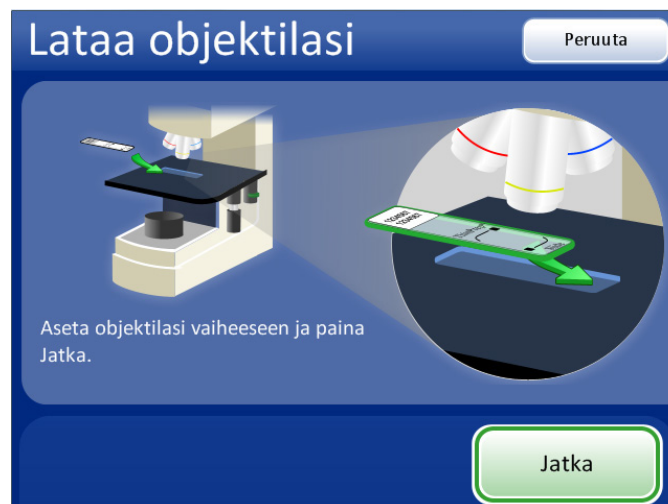 Lataa objektilasi
Peruuta
Aseta objektilasi vaiheeseen ja paina
Jatka.
Jatka